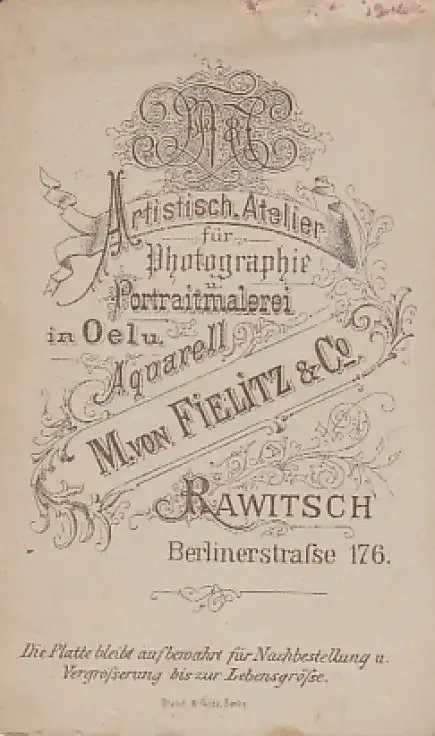 Artistisch. Atelier
für
Photographie
u.
Portraitmalerei
in Oel u.
Aquarell
M. VON FIELITZ & Co.
RAWITSCH
Berlinerstraſse 176.
Die Platte bleibt aufbewahrt für Nachbestellung u.
Vergröſserung bis zur Lebensgröſse.